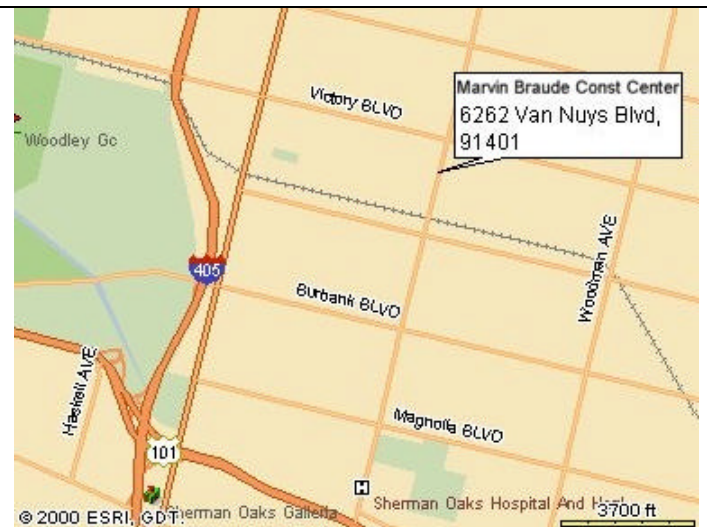 Victory BLVD
Marvin Braude Const Center
6262 Van Nuys Blvd,
91401
Woodley Gc
Woodman AVE
405
Burbank BLVD
Haskell AVE
Magnolia BLVD
101
Sherman Oaks Galleria
H
Sherman Oaks Hospital And
3700 ft
© 2000 ESRI, GDT